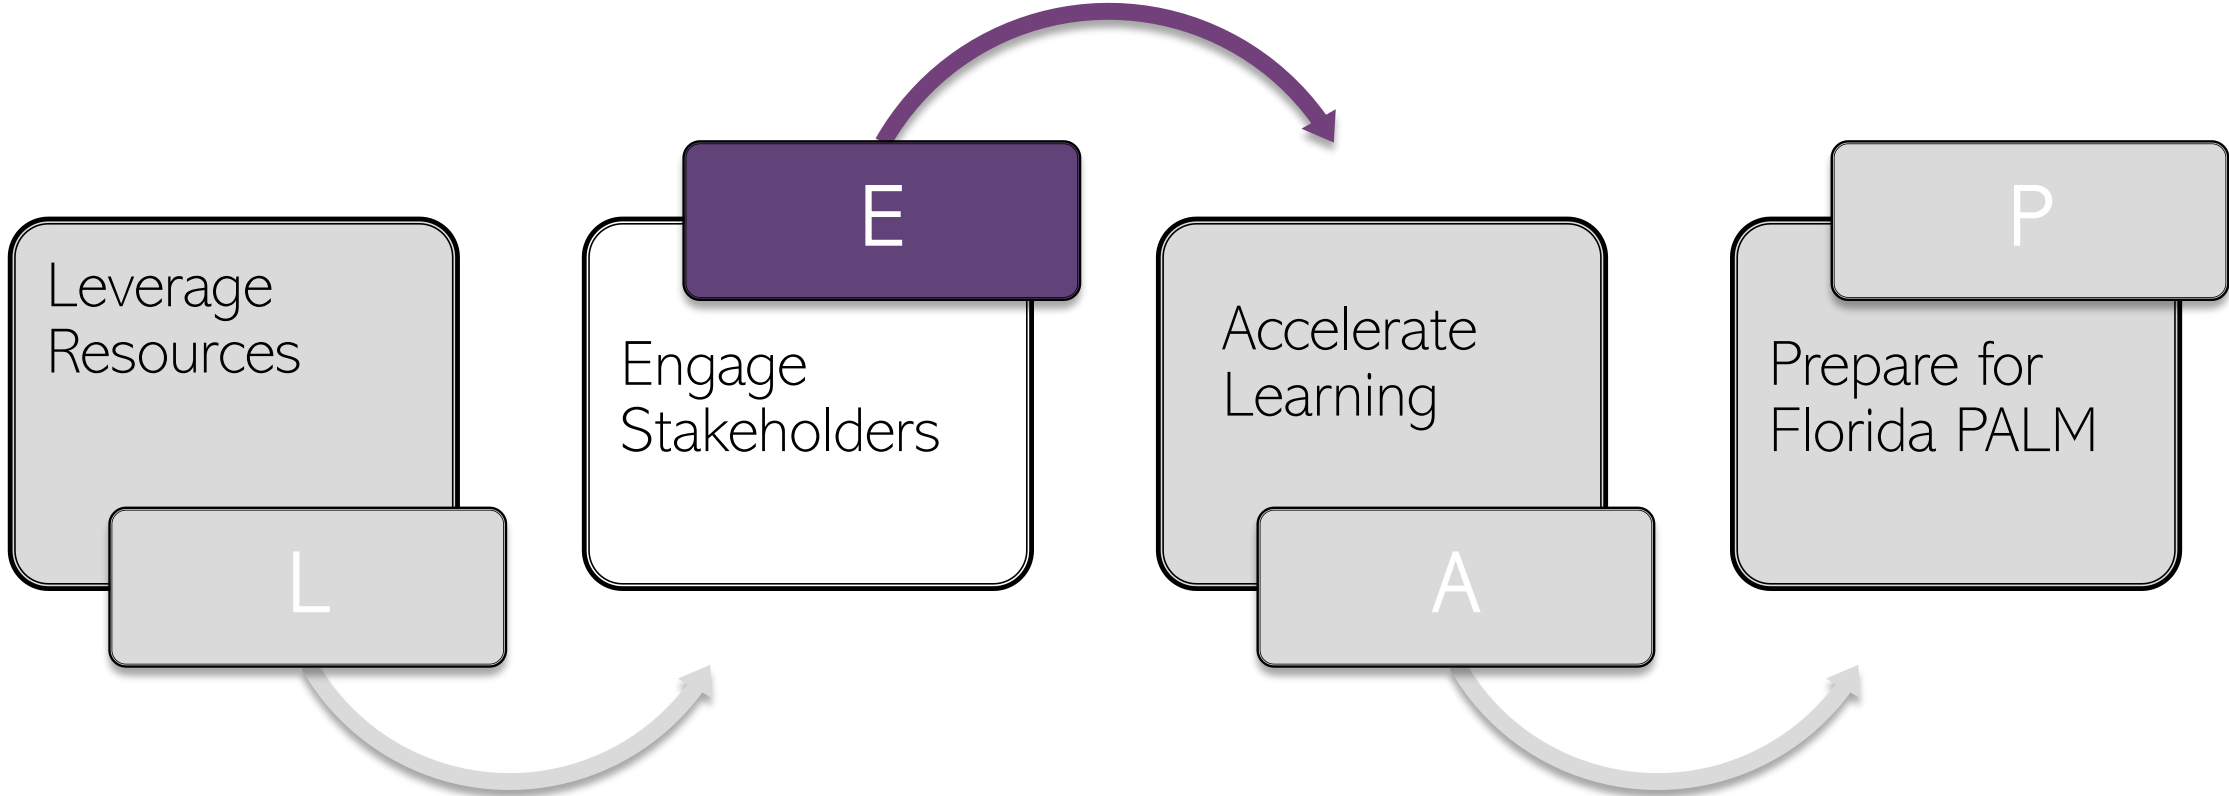 Leverage
Resources
L
E
Engage
Stakeholders
Accelerate
Learning
A
P
Prepare for
Florida PALM